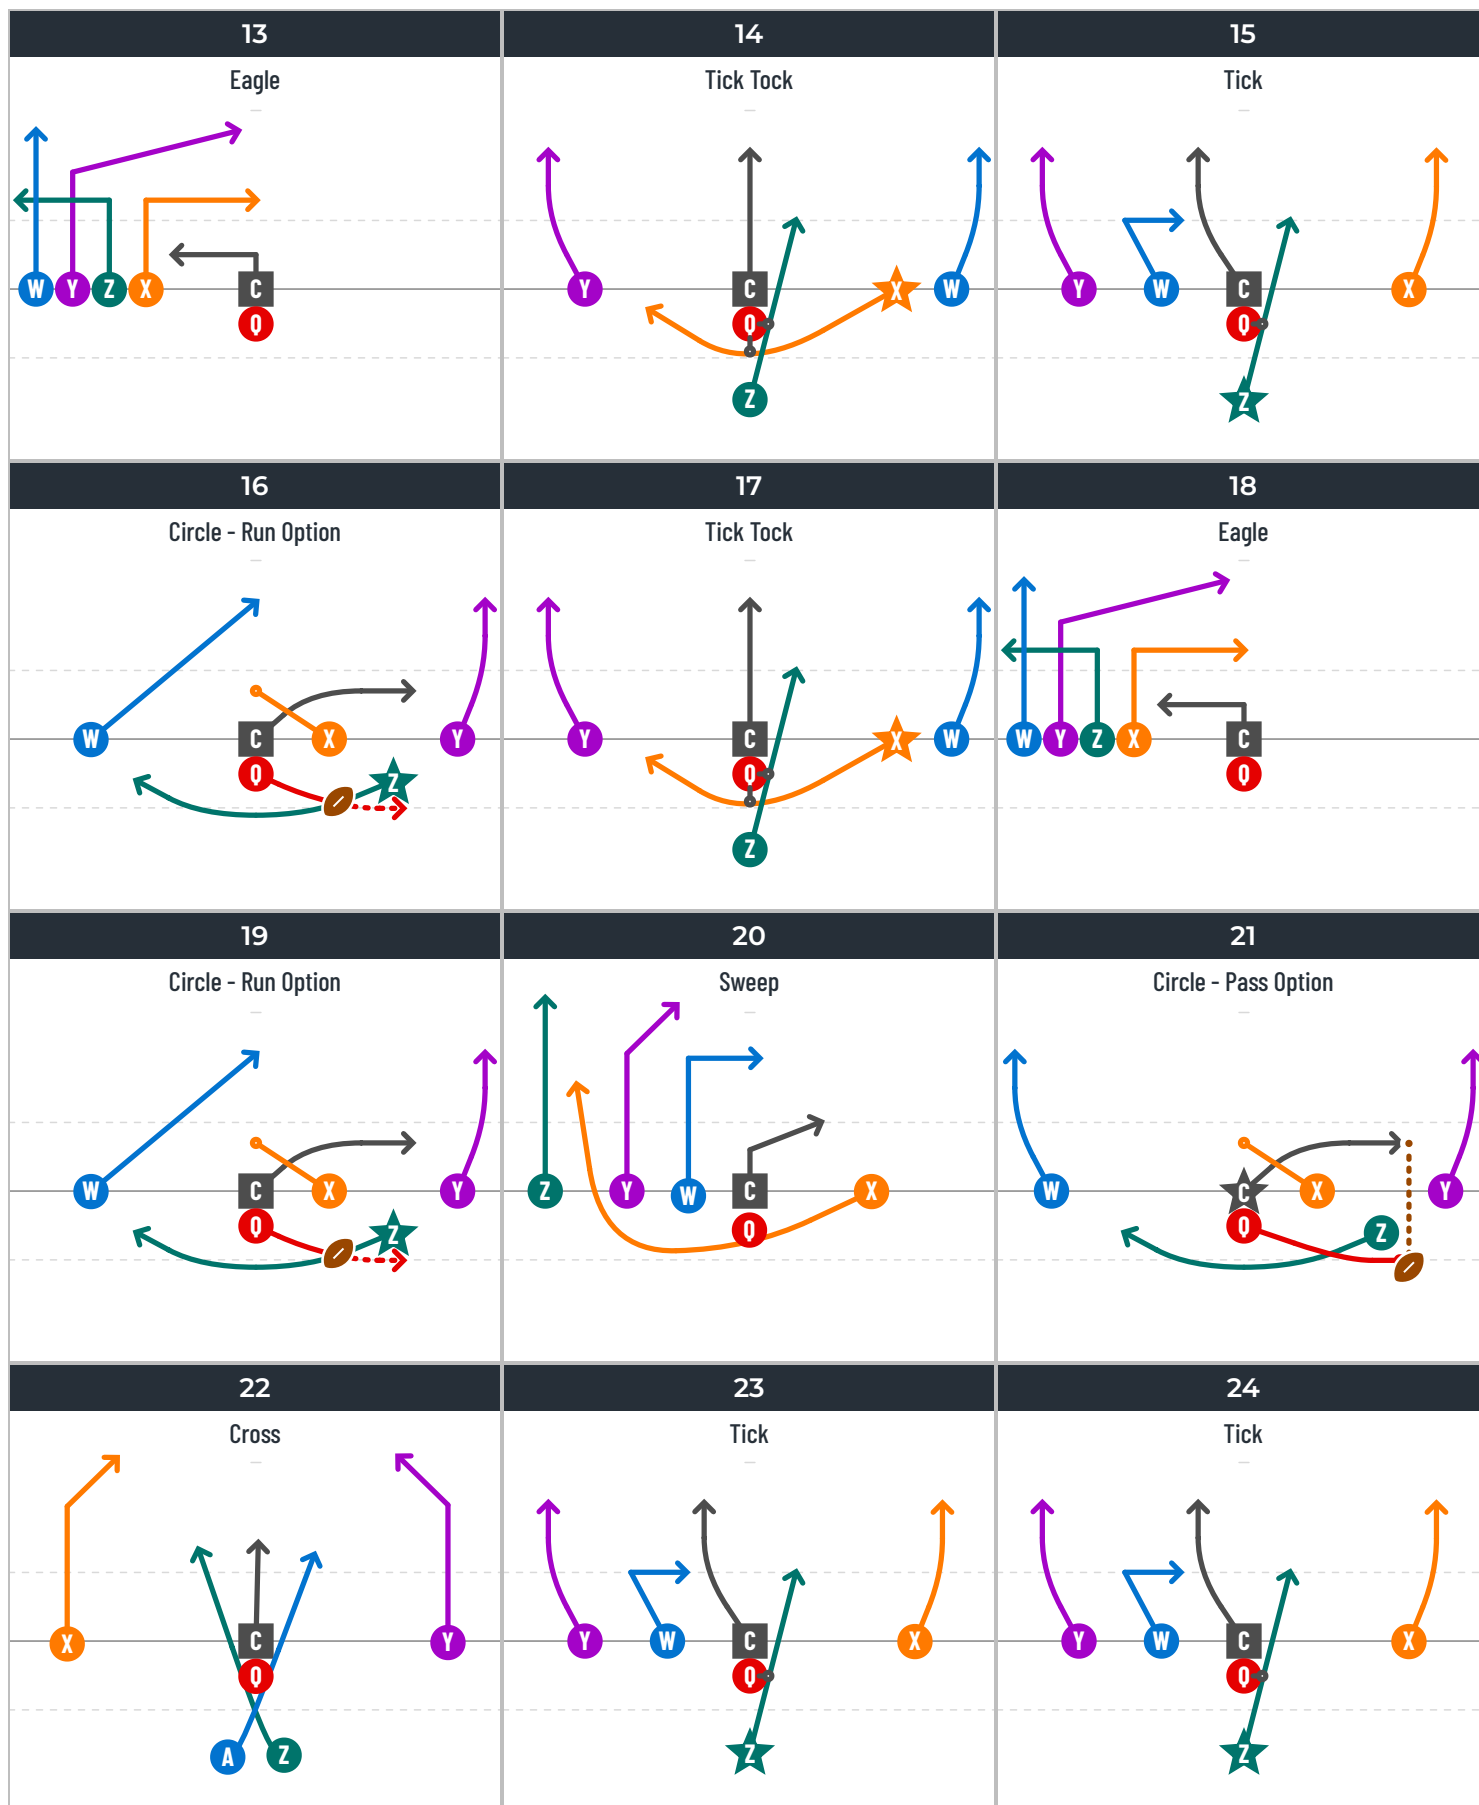 13 14 15
Eagle Tick Tock Tick
W Y Z X C Y C X W Y W C X
Q Q Q
Z Z
16 17 18
Circle - Run Option Tick Tock Eagle
W C X Y Y C X W W Y Z X C
Q Z Q Q
Z
19 20 21
Circle - Run Option Sweep Circle - Pass Option
W C X Y Z Y W C X W C X Y
Q Z Q Q Z
22 23 24
Cross Tick Tick
X C Y Y W C X Y W C X
Q Q Q
A Z Z Z